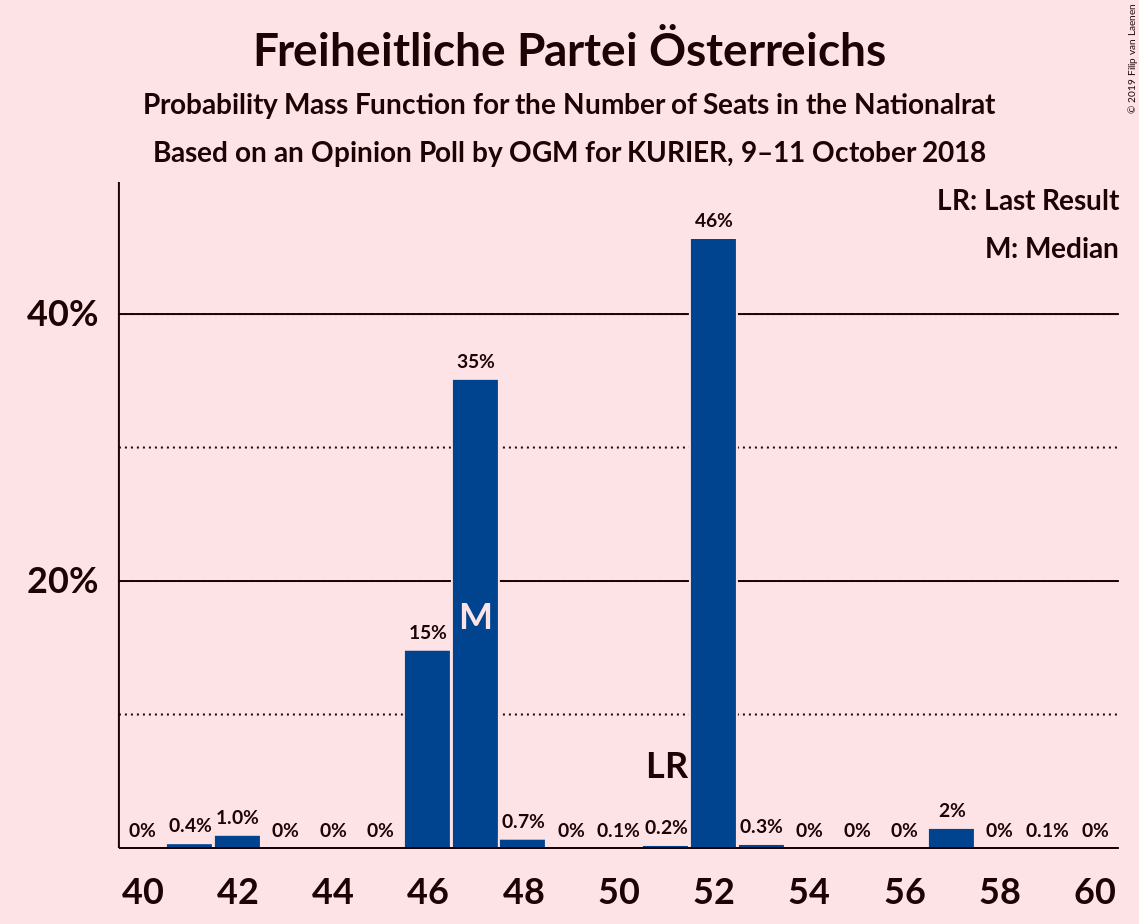 Freiheitliche Partei Österreichs
Probability Mass Function for the Number of Seats in the Nationalrat
Based on an Opinion Poll by OGM for KURIER, 9–11 October 2018
© 2019 Filip van Laenen
LR: Last Result
M: Median
40%
20%
0%
0.4%
1.0%
0%
0%
0%
15%
35%
0.7%
0%
0.1%
0.2%
46%
0.3%
0%
0%
0%
2%
0%
0.1%
0%
M
LR
40 42 44 46 48 50 52 54 56 58 60